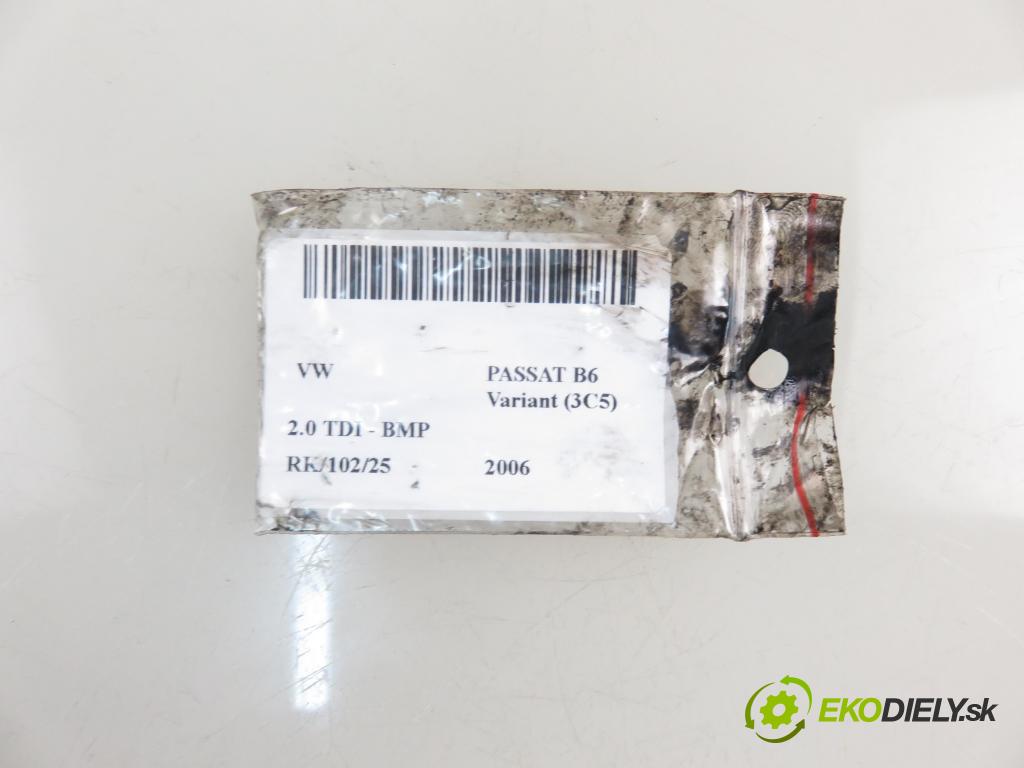 VW PASSAT B6
Variant (3C5)
2.0 TDI - BMP
RK/102/25 2006
EKODIELY.sk